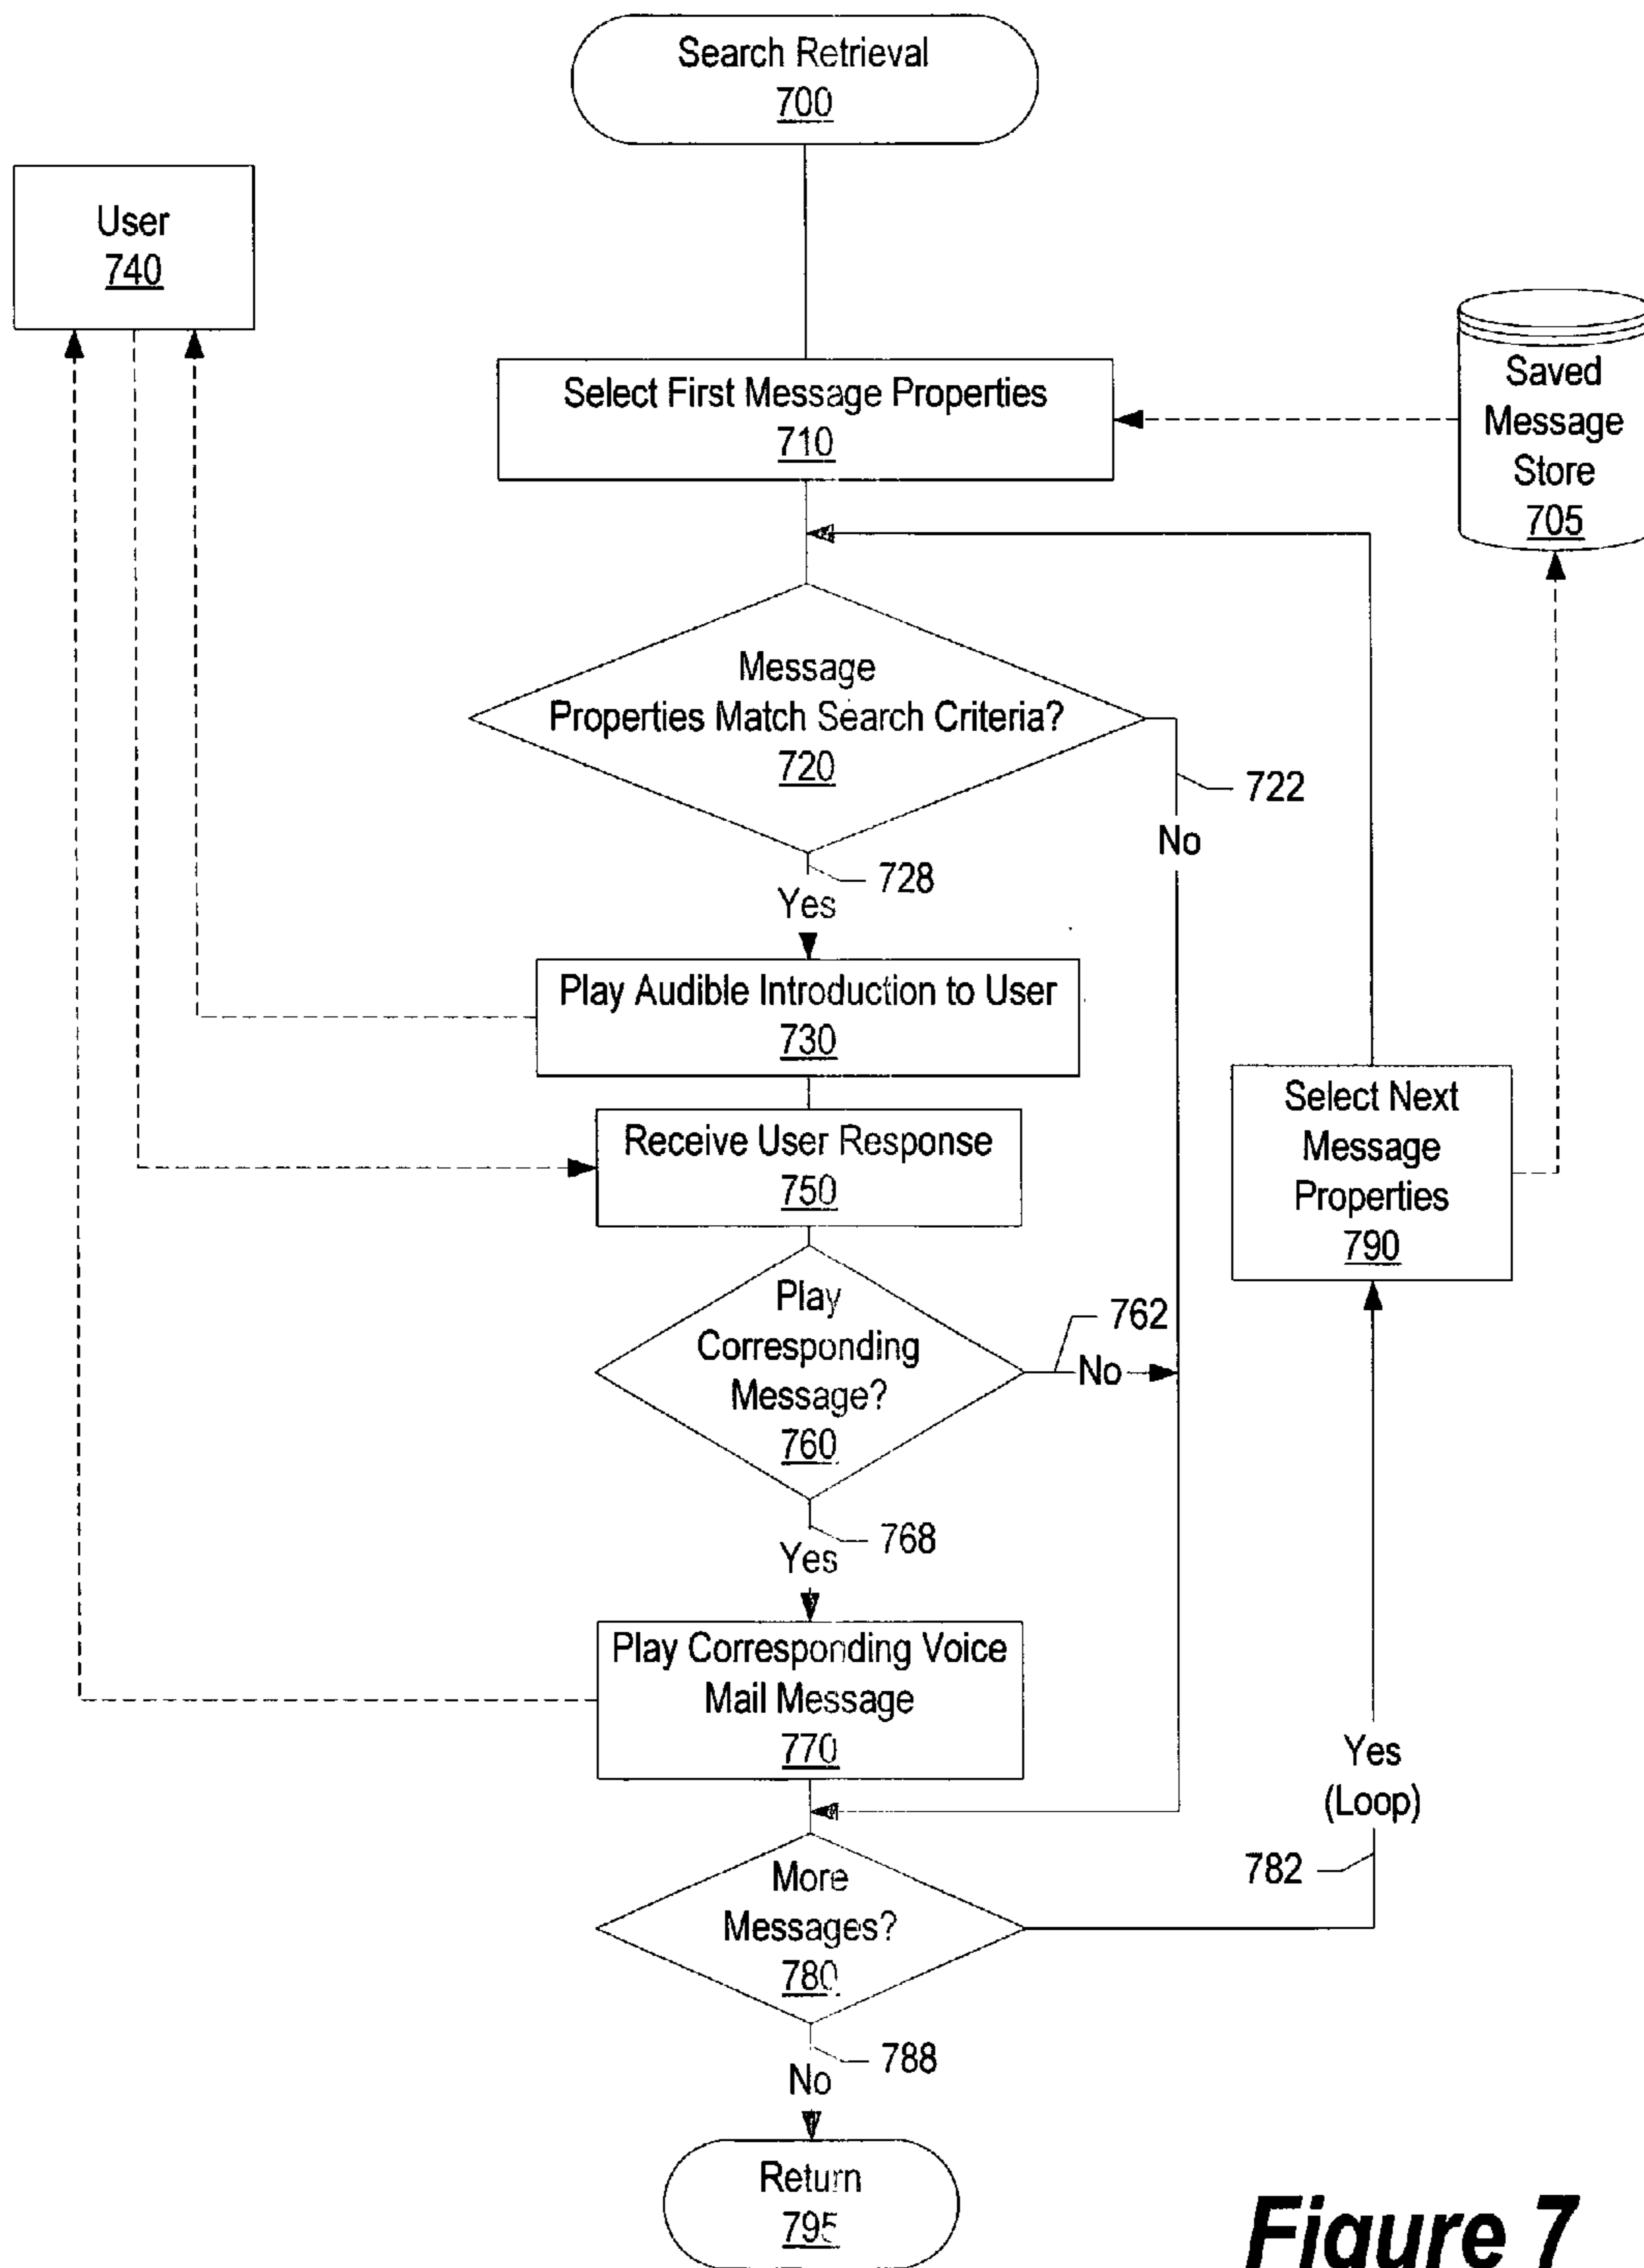 Search Retrieval
700
User
740
Select First Message Properties
710
Saved
Message
Store
705
Message
Properties Match Search Criteria?
720
722
No
728
Yes
Play Audible Introduction to User
730
Receive User Response
750
Select Next
Message
Properties
790
Play
Corresponding
Message?
760
762
No
768
Yes
Play Corresponding Voice
Mail Message
770
Yes
(Loop)
782
More
Messages?
780
788
No
Return
795
Figure 7